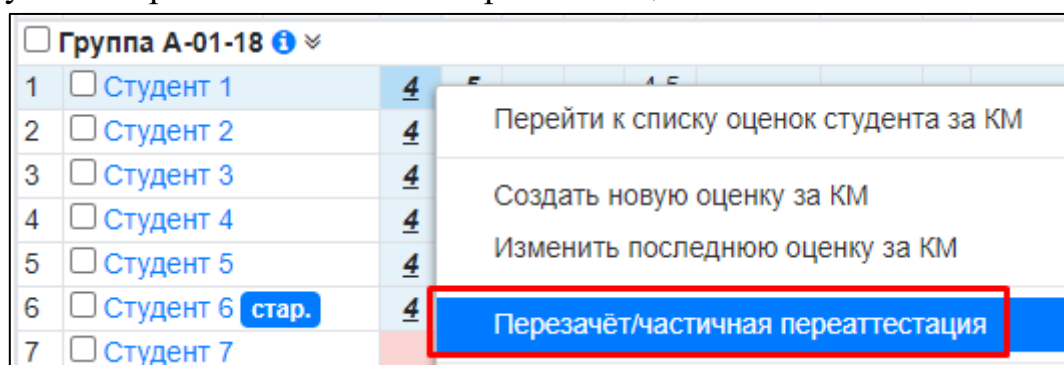 Группа А-01-18
1 Студент 1 4 5 4,5
2 Студент 2 4
3 Студент 3 4
4 Студент 4 4
5 Студент 5 4
6 Студент 6 стар. 4
7 Студент 7
Перейти к списку оценок студента за КМ
Создать новую оценку за КМ
Изменить последнюю оценку за КМ
Перезачёт/частичная переаттестация